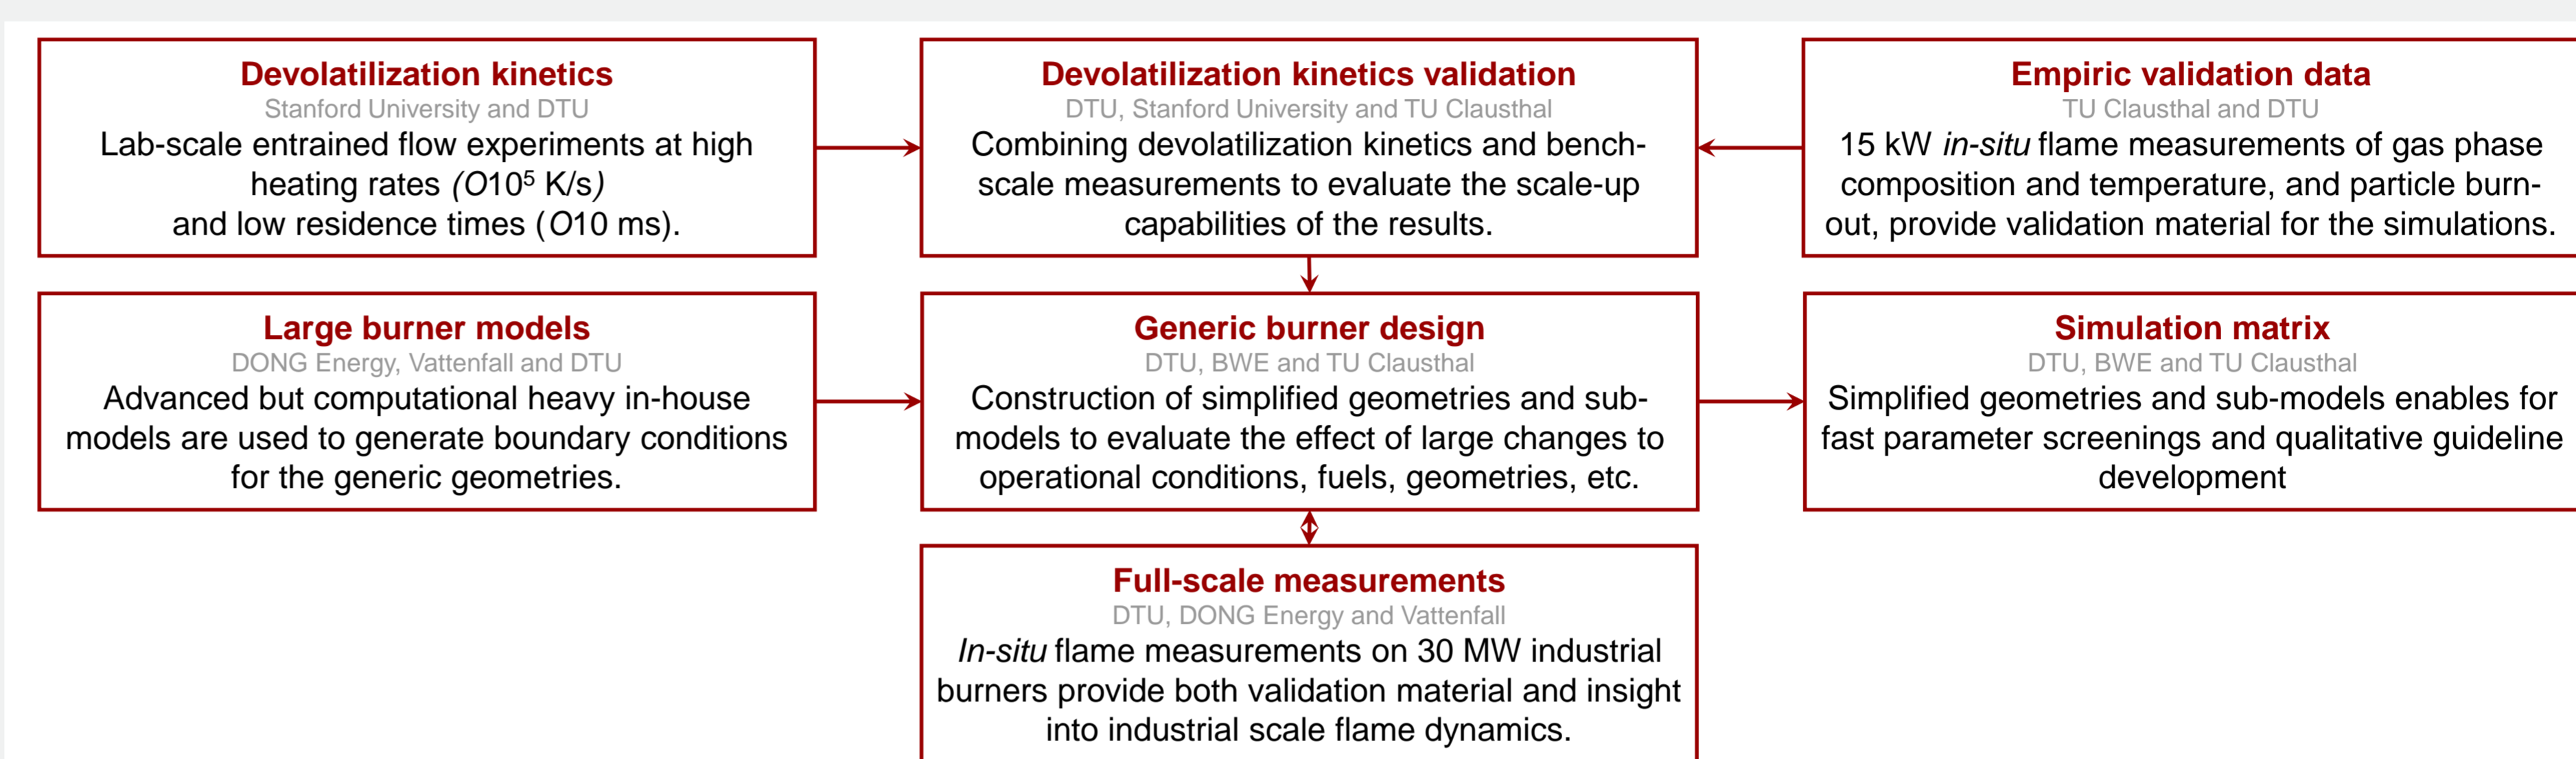 Devolatilization kinetics
Stanford University and DTU
Lab-scale entrained flow experiments at high
heating rates (O10⁵ K/s)
and low residence times (O10 ms).
Devolatilization kinetics validation
DTU, Stanford University and TU Clausthal
Combining devolatilization kinetics and bench-
scale measurements to evaluate the scale-up
capabilities of the results.
Empiric validation data
TU Clausthal and DTU
15 kW in-situ flame measurements of gas phase
composition and temperature, and particle burn-
out, provide validation material for the simulations.
Large burner models
DONG Energy, Vattenfall and DTU
Advanced but computational heavy in-house
models are used to generate boundary conditions
for the generic geometries.
Generic burner design
DTU, BWE and TU Clausthal
Construction of simplified geometries and sub-
models to evaluate the effect of large changes to
operational conditions, fuels, geometries, etc.
Simulation matrix
DTU, BWE and TU Clausthal
Simplified geometries and sub-models enables for
fast parameter screenings and qualitative guideline
development
Full-scale measurements
DTU, DONG Energy and Vattenfall
In-situ flame measurements on 30 MW industrial
burners provide both validation material and insight
into industrial scale flame dynamics.